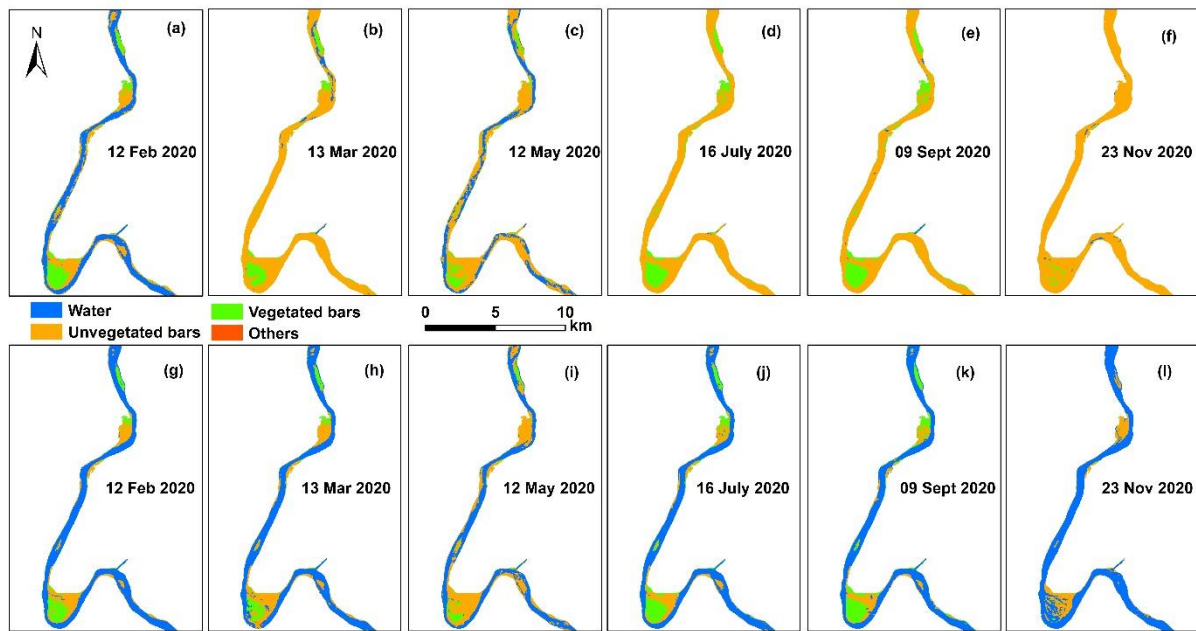 N
(a) (b) (c) (d) (e) (f)
12 Feb 2020 13 Mar 2020 12 May 2020 16 July 2020 09 Sept 2020 23 Nov 2020
Water Vegetated bars 0 5 10
Unvegetated bars Others km
(g) (h) (i) (j) (k) (l)
12 Feb 2020 13 Mar 2020 12 May 2020 16 July 2020 09 Sept 2020 23 Nov 2020